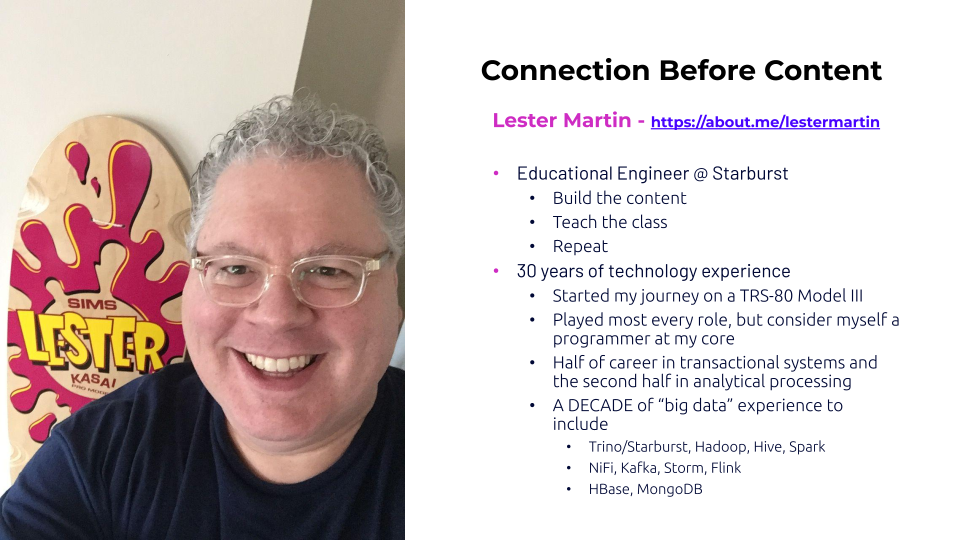 SIMS
LESTER
KASAI
PRO MODEL
Connection Before Content
Lester Martin - https://about.me/lestermartin
• Educational Engineer @ Starburst
• Build the content
• Teach the class
• Repeat
• 30 years of technology experience
• Started my journey on a TRS-80 Model III
• Played most every role, but consider myself a
programmer at my core
• Half of career in transactional systems and
the second half in analytical processing
• A DECADE of “big data” experience to
include
• Trino/Starburst, Hadoop, Hive, Spark
• NiFi, Kafka, Storm, Flink
• HBase, MongoDB